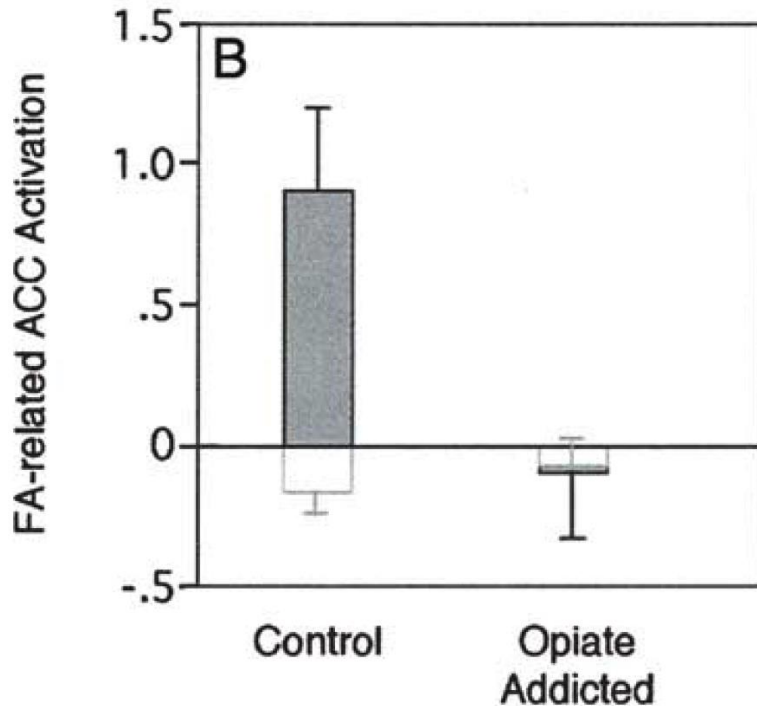 B
FA-related ACC Activation
1.5
1.0
.5
0
-.5
Control
Opiate
Addicted